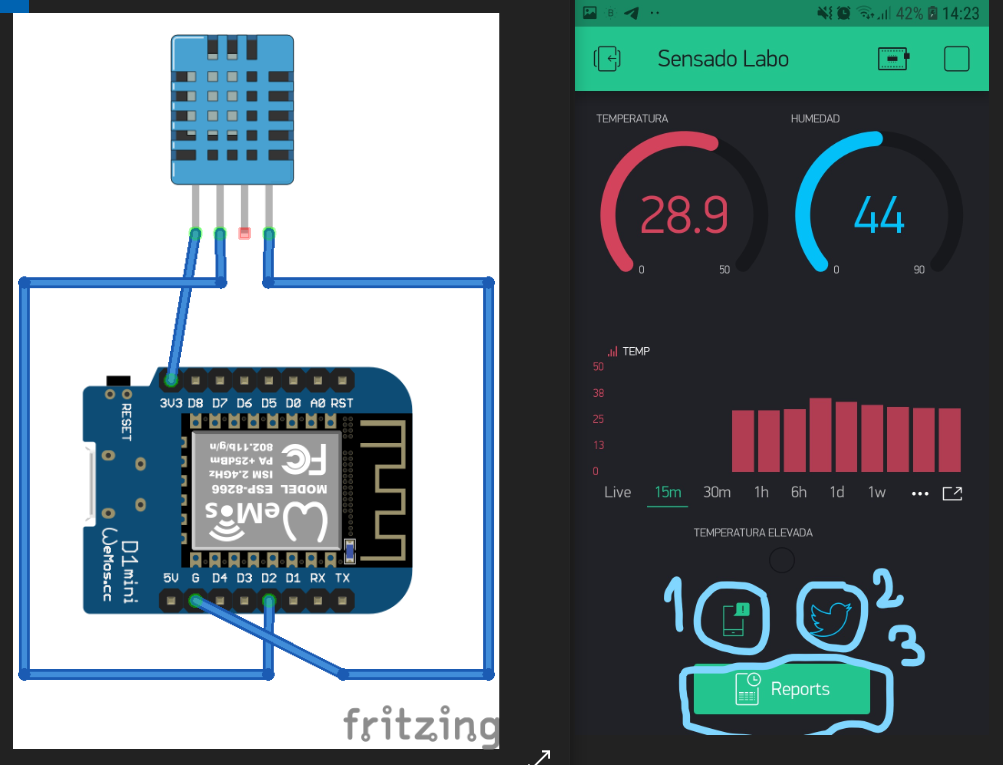 3V3 D8 D7 D6 D5 D0 A0 RST
RESET
MODEL ESP-8266
ISM 2.4GHz
PA +25dBm
802.11b/g/n
FC
WeMos
D1 mini
WeMos.cc
5V G D4 D3 D2 D1 RX TX
fritzing
8 42% 14:23
Sensado Labo
TEMPERATURA HUMEDAD
28.9 44
0 50 0 90
TEMP
50
38
25
13
0
Live 15m 30m 1h 6h 1d 1w
TEMPERATURA ELEVADA
1 2
3
Reports